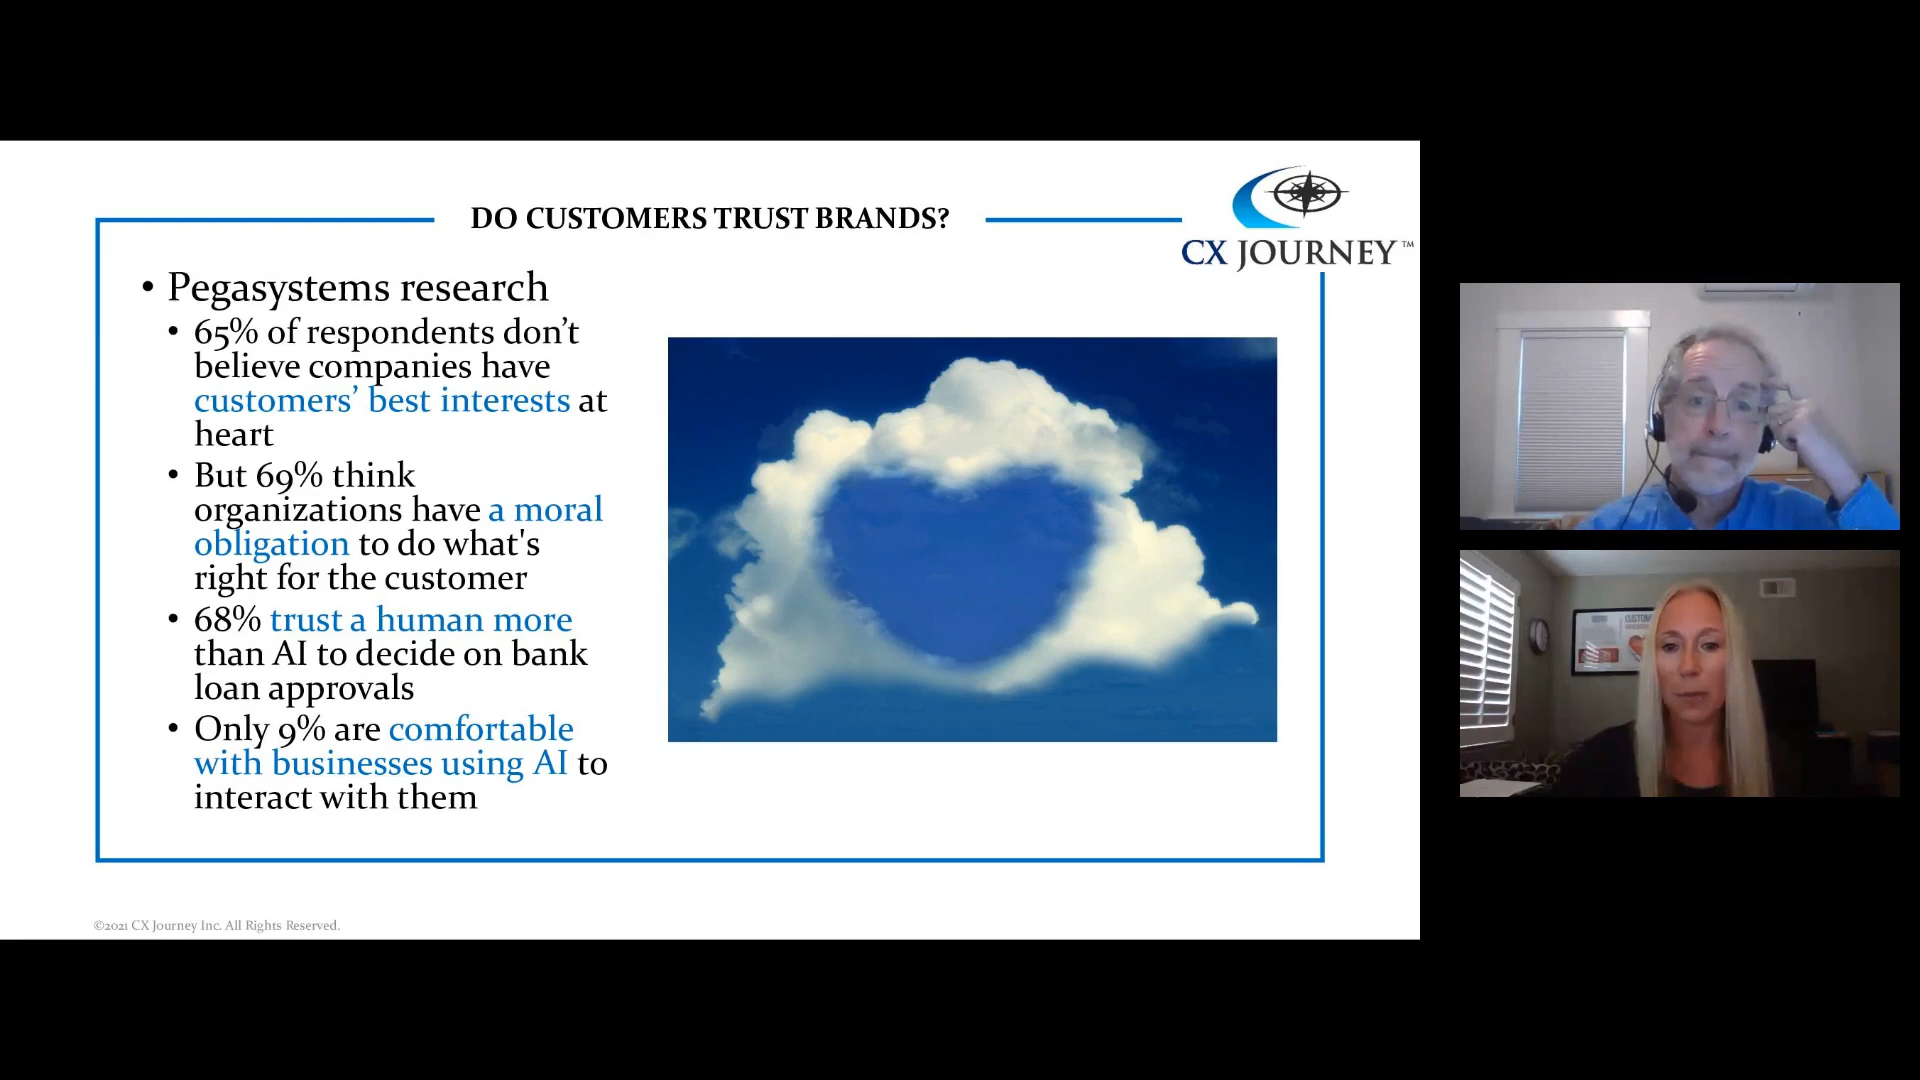 DO CUSTOMERS TRUST BRANDS?
CX JOURNEY™
• Pegasystems research
• 65% of respondents don’t
believe companies have
customers’ best interests at
heart
• But 69% think
organizations have a moral
obligation to do what's
right for the customer
• 68% trust a human more
than AI to decide on bank
loan approvals
• Only 9% are comfortable
with businesses using AI to
interact with them
©2021 CX Journey Inc. All Rights Reserved.